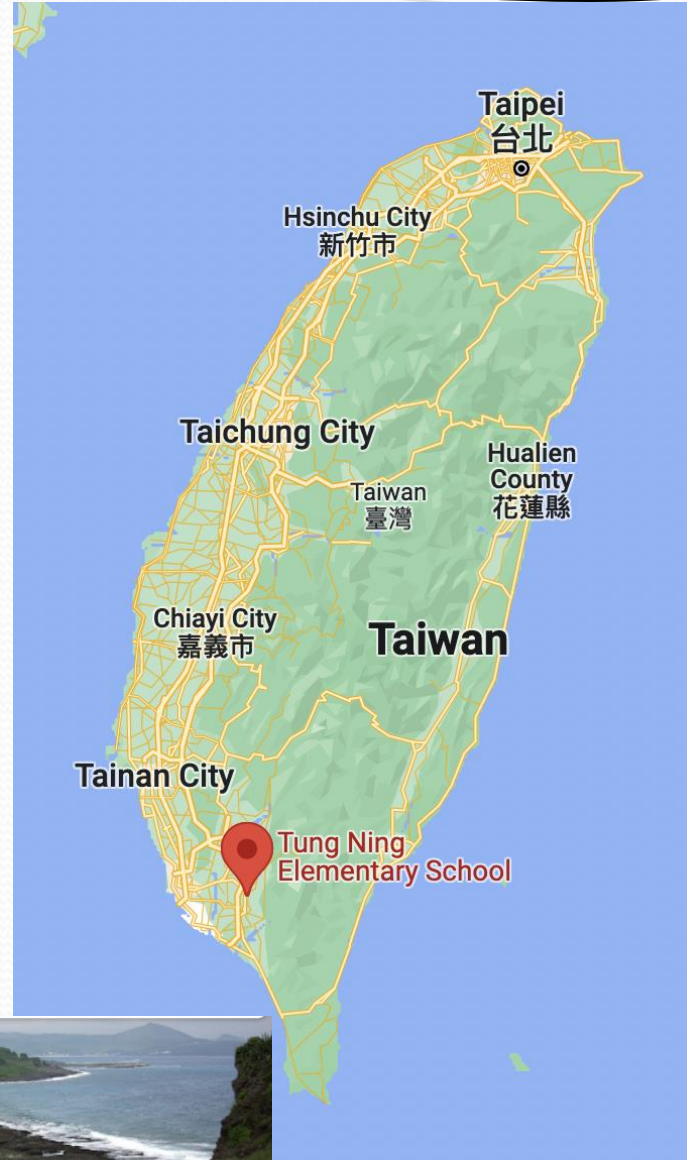 Taipei
台北
Hsinchu City
新竹市
Taichung City
Hualien
County
花蓮縣
Taiwan
臺灣
Chiayi City
嘉義市
Taiwan
Tainan City
Tung Ning
Elementary School